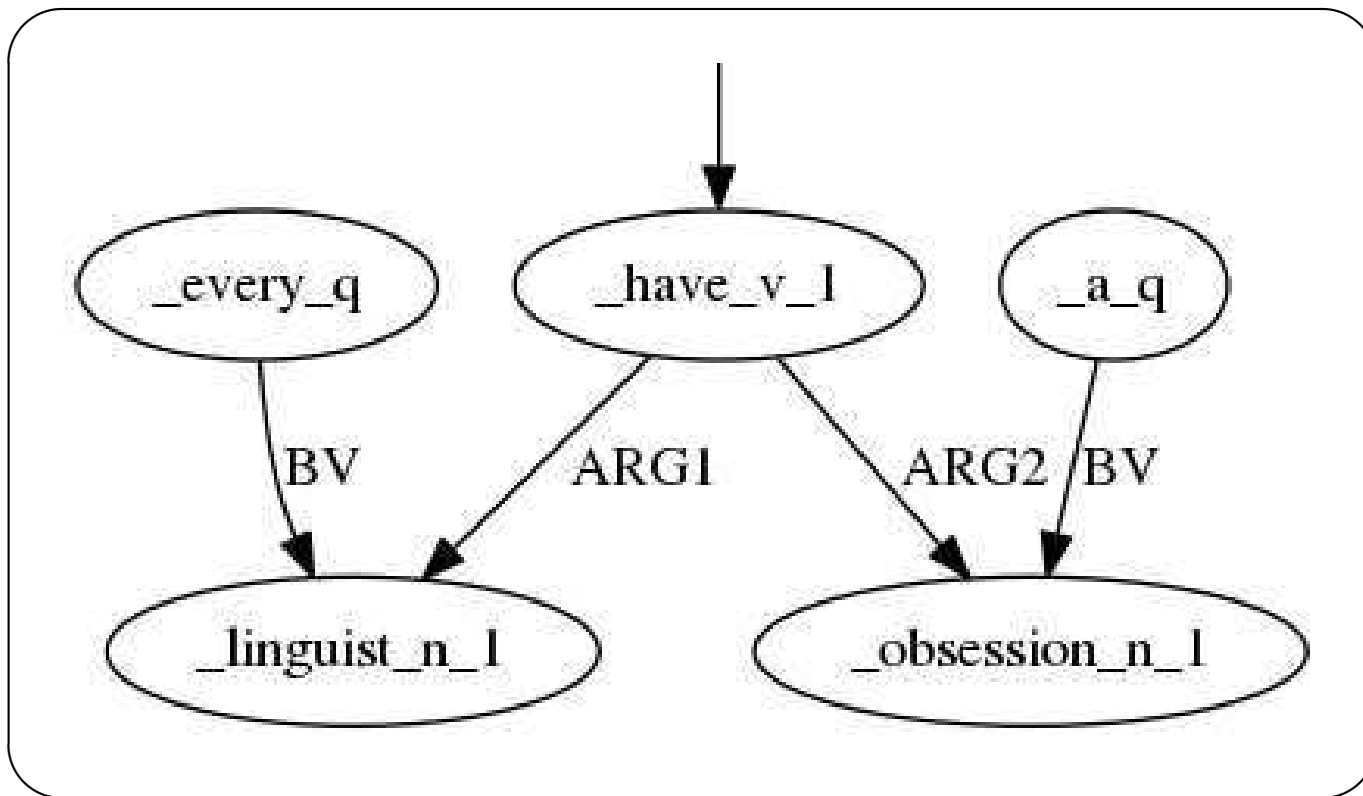 _every_q _have_v_1 _a_q
BV ARG1 ARG2 BV
_linguist_n_1 _obsession_n_1